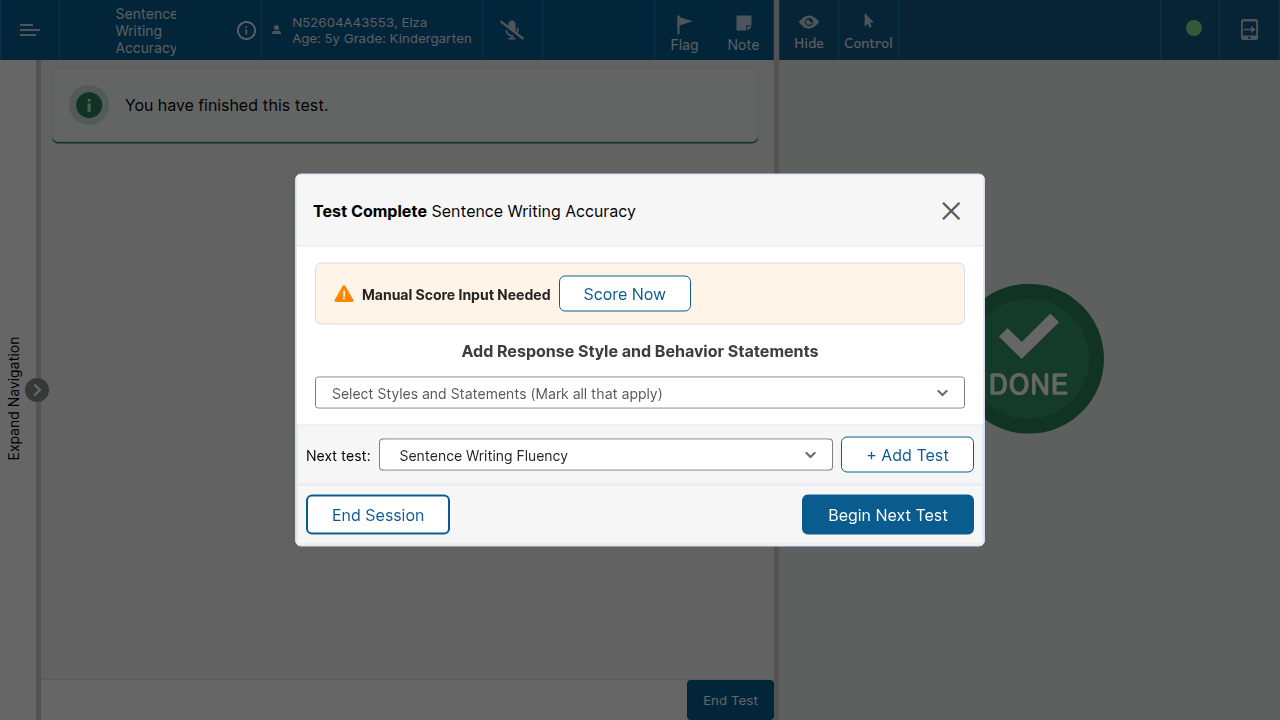 Sentence
Writing
Accuracy
N52604A43553, Elza
Age: 5y Grade: Kindergarten
Flag
Note
Hide
Control
You have finished this test.
Expand Navigation
Test Complete Sentence Writing Accuracy
Manual Score Input Needed
Score Now
Add Response Style and Behavior Statements
Select Styles and Statements (Mark all that apply)
Next test:
Sentence Writing Fluency
+ Add Test
End Session
Begin Next Test
DONE
End Test